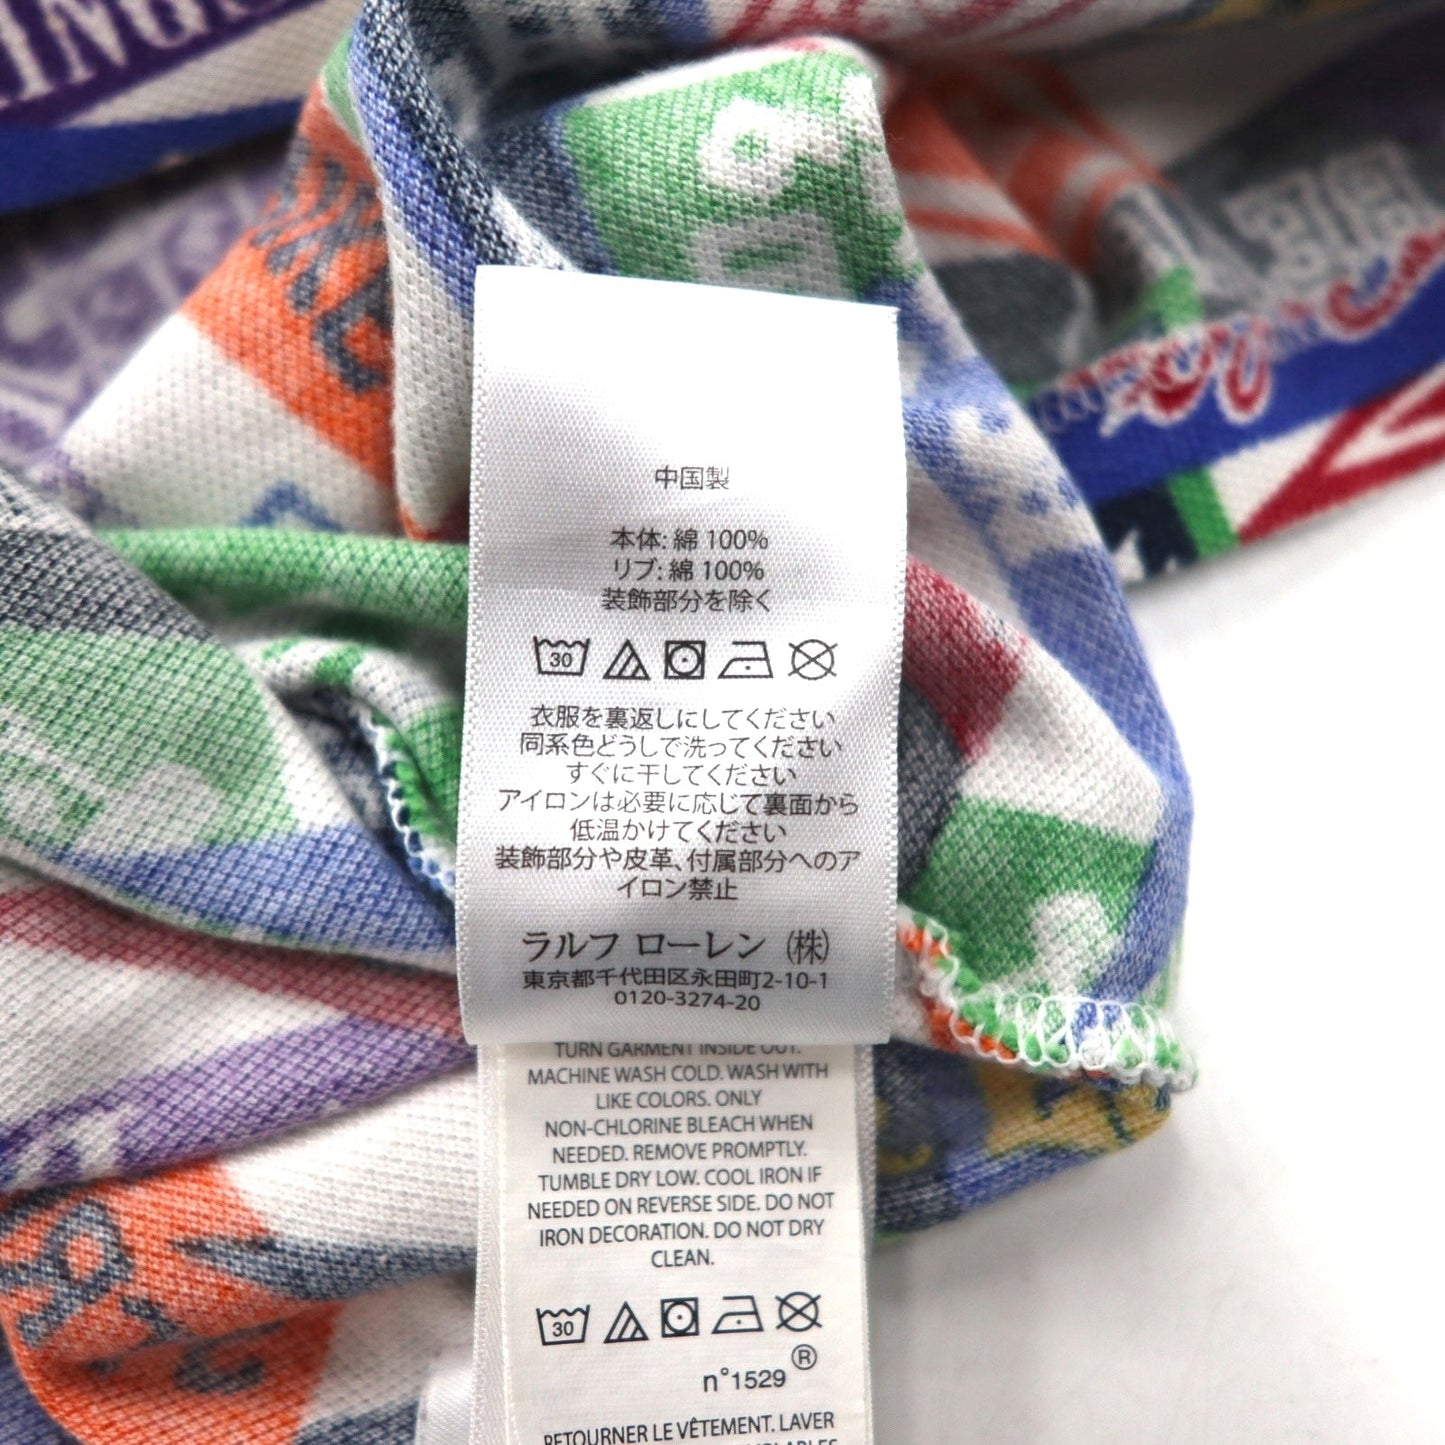 中国製
本体: 綿 100%
リブ: 綿 100%
装飾部分を除く
30
衣服を裏返しにしてください
同系色どうしで洗ってください
すぐに干してください
アイロンは必要に応じて裏面から
低温かけてください
装飾部分や皮革、付属部分へのア
イロン禁止
ラルフ ローレン (株)
東京都千代田区永田町2-10-1
0120-3274-20
TURN GARMENT INSIDE OUT.
MACHINE WASH COLD. WASH WITH
LIKE COLORS. ONLY
NON-CHLORINE BLEACH WHEN
NEEDED. REMOVE PROMPTLY.
TUMBLE DRY LOW. COOL IRON IF
NEEDED ON REVERSE SIDE. DO NOT
IRON DECORATION. DO NOT DRY
CLEAN.
30
®
n°1529
RETOURNER LE VÊTEMENT. LAVER